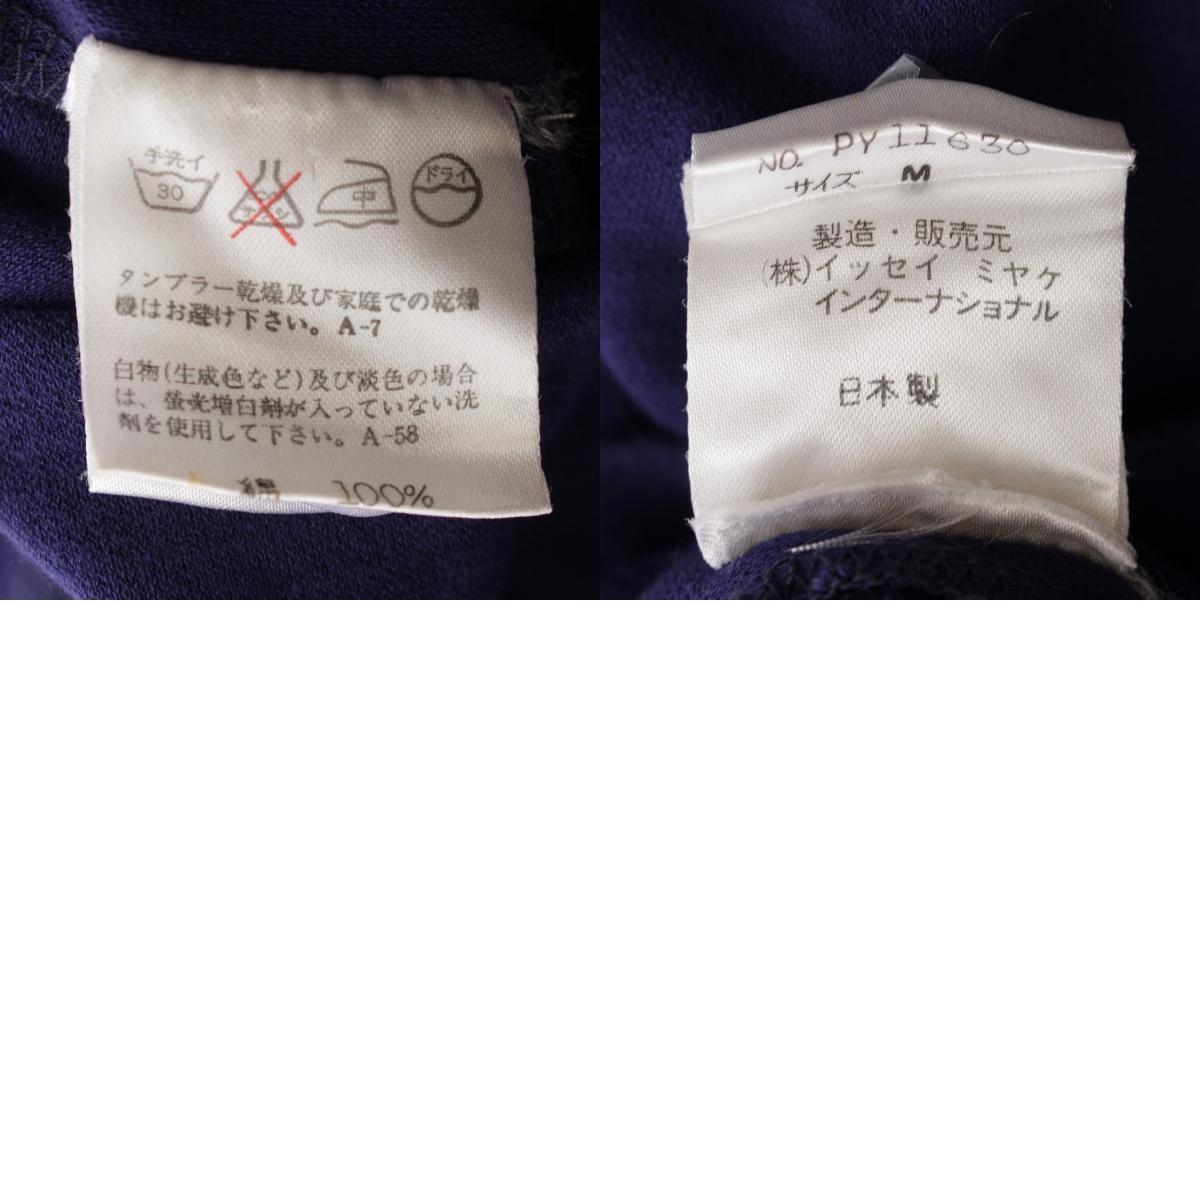 手洗イ
30
中
ドライ
タンブラー乾燥及び家庭での乾燥
機はお避け下さい。A-7
白物(生成色など)及び淡色の場合
は、螢光増白剤が入っていない洗
剤を使用して下さい。A-58
綿 100%
NO. PY11630
サイズ M
製造・販売元
(株)イッセイ ミヤケ
インターナショナル
日本製